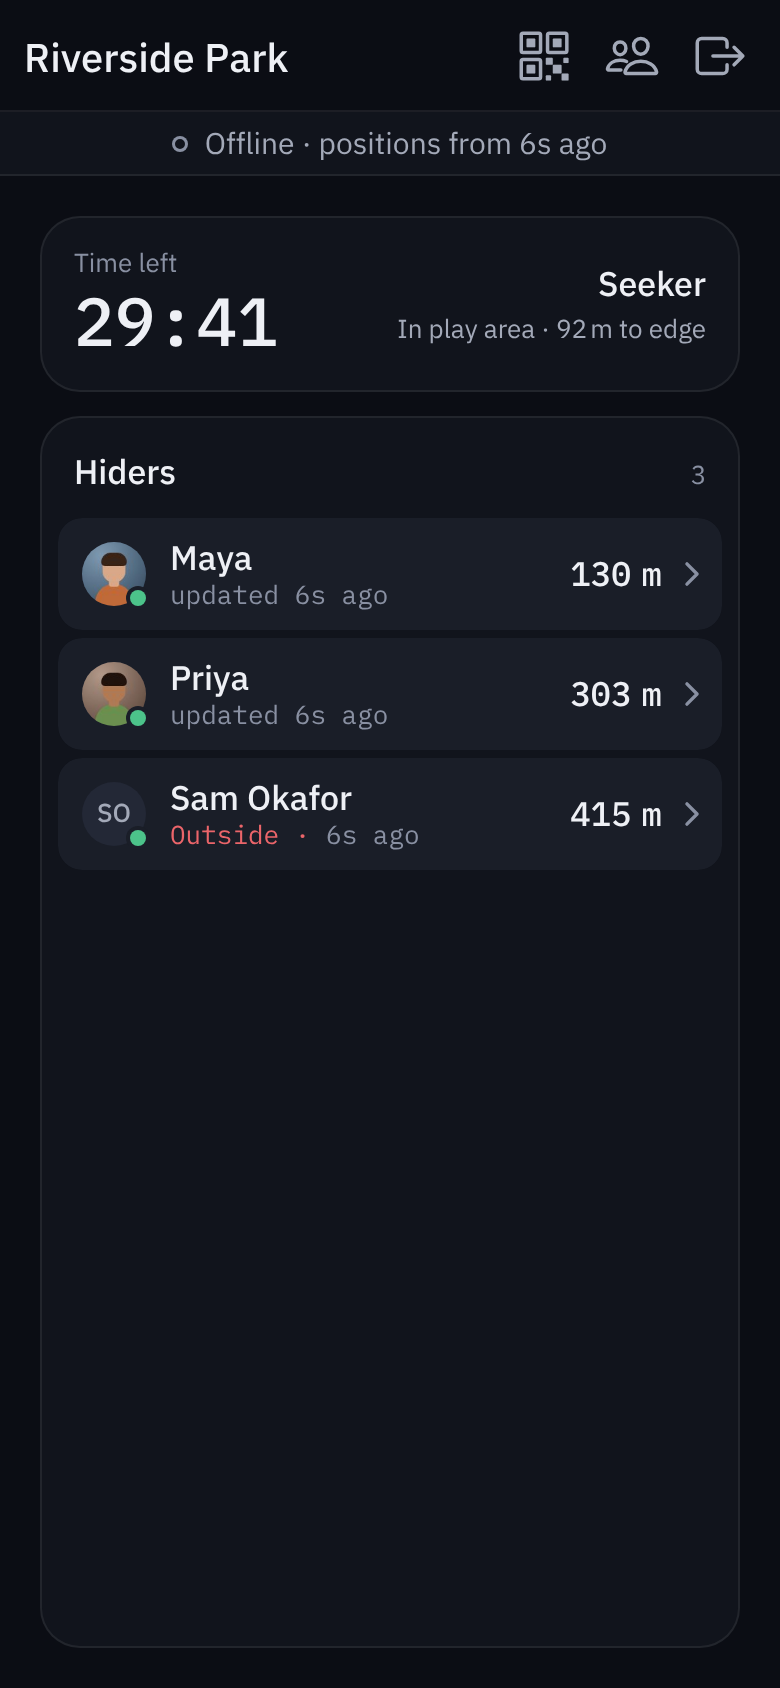 Riverside Park
Offline · positions from 6s ago
Time left
29:41
Seeker
In play area · 92 m to edge
Hiders
3
Maya
updated 6s ago
130 m
Priya
updated 6s ago
303 m
SO
Sam Okafor
Outside · 6s ago
415 m